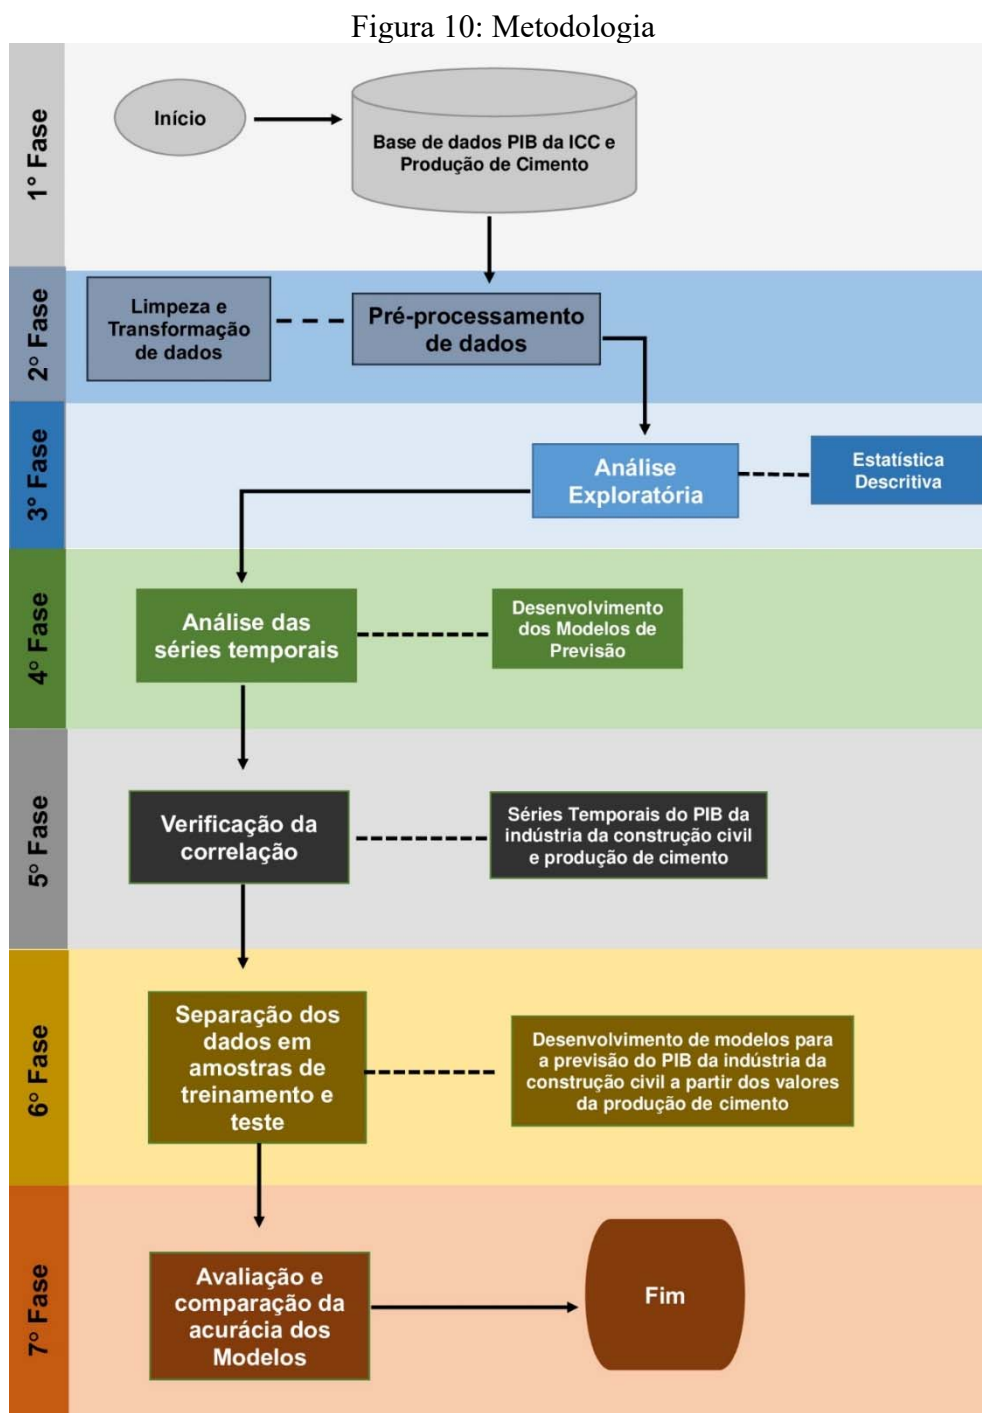 Figura 10: Metodologia
1° Fase
Início
Base de dados PIB da ICC e
Produção de Cimento
2° Fase
Limpeza e
Transformação
de dados
Pré-processamento
de dados
3° Fase
Análise
Exploratória
Estatística
Descritiva
4° Fase
Análise das
séries temporais
Desenvolvimento
dos Modelos de
Previsão
5° Fase
Verificação da
correlação
Séries Temporais do PIB da
indústria da construção civil
e produção de cimento
6° Fase
Separação dos
dados em
amostras de
treinamento e
teste
Desenvolvimento de modelos para
a previsão do PIB da indústria da
construção civil a partir dos valores
da produção de cimento
7° Fase
Avaliação e
comparação da
acurácia dos
Modelos
Fim